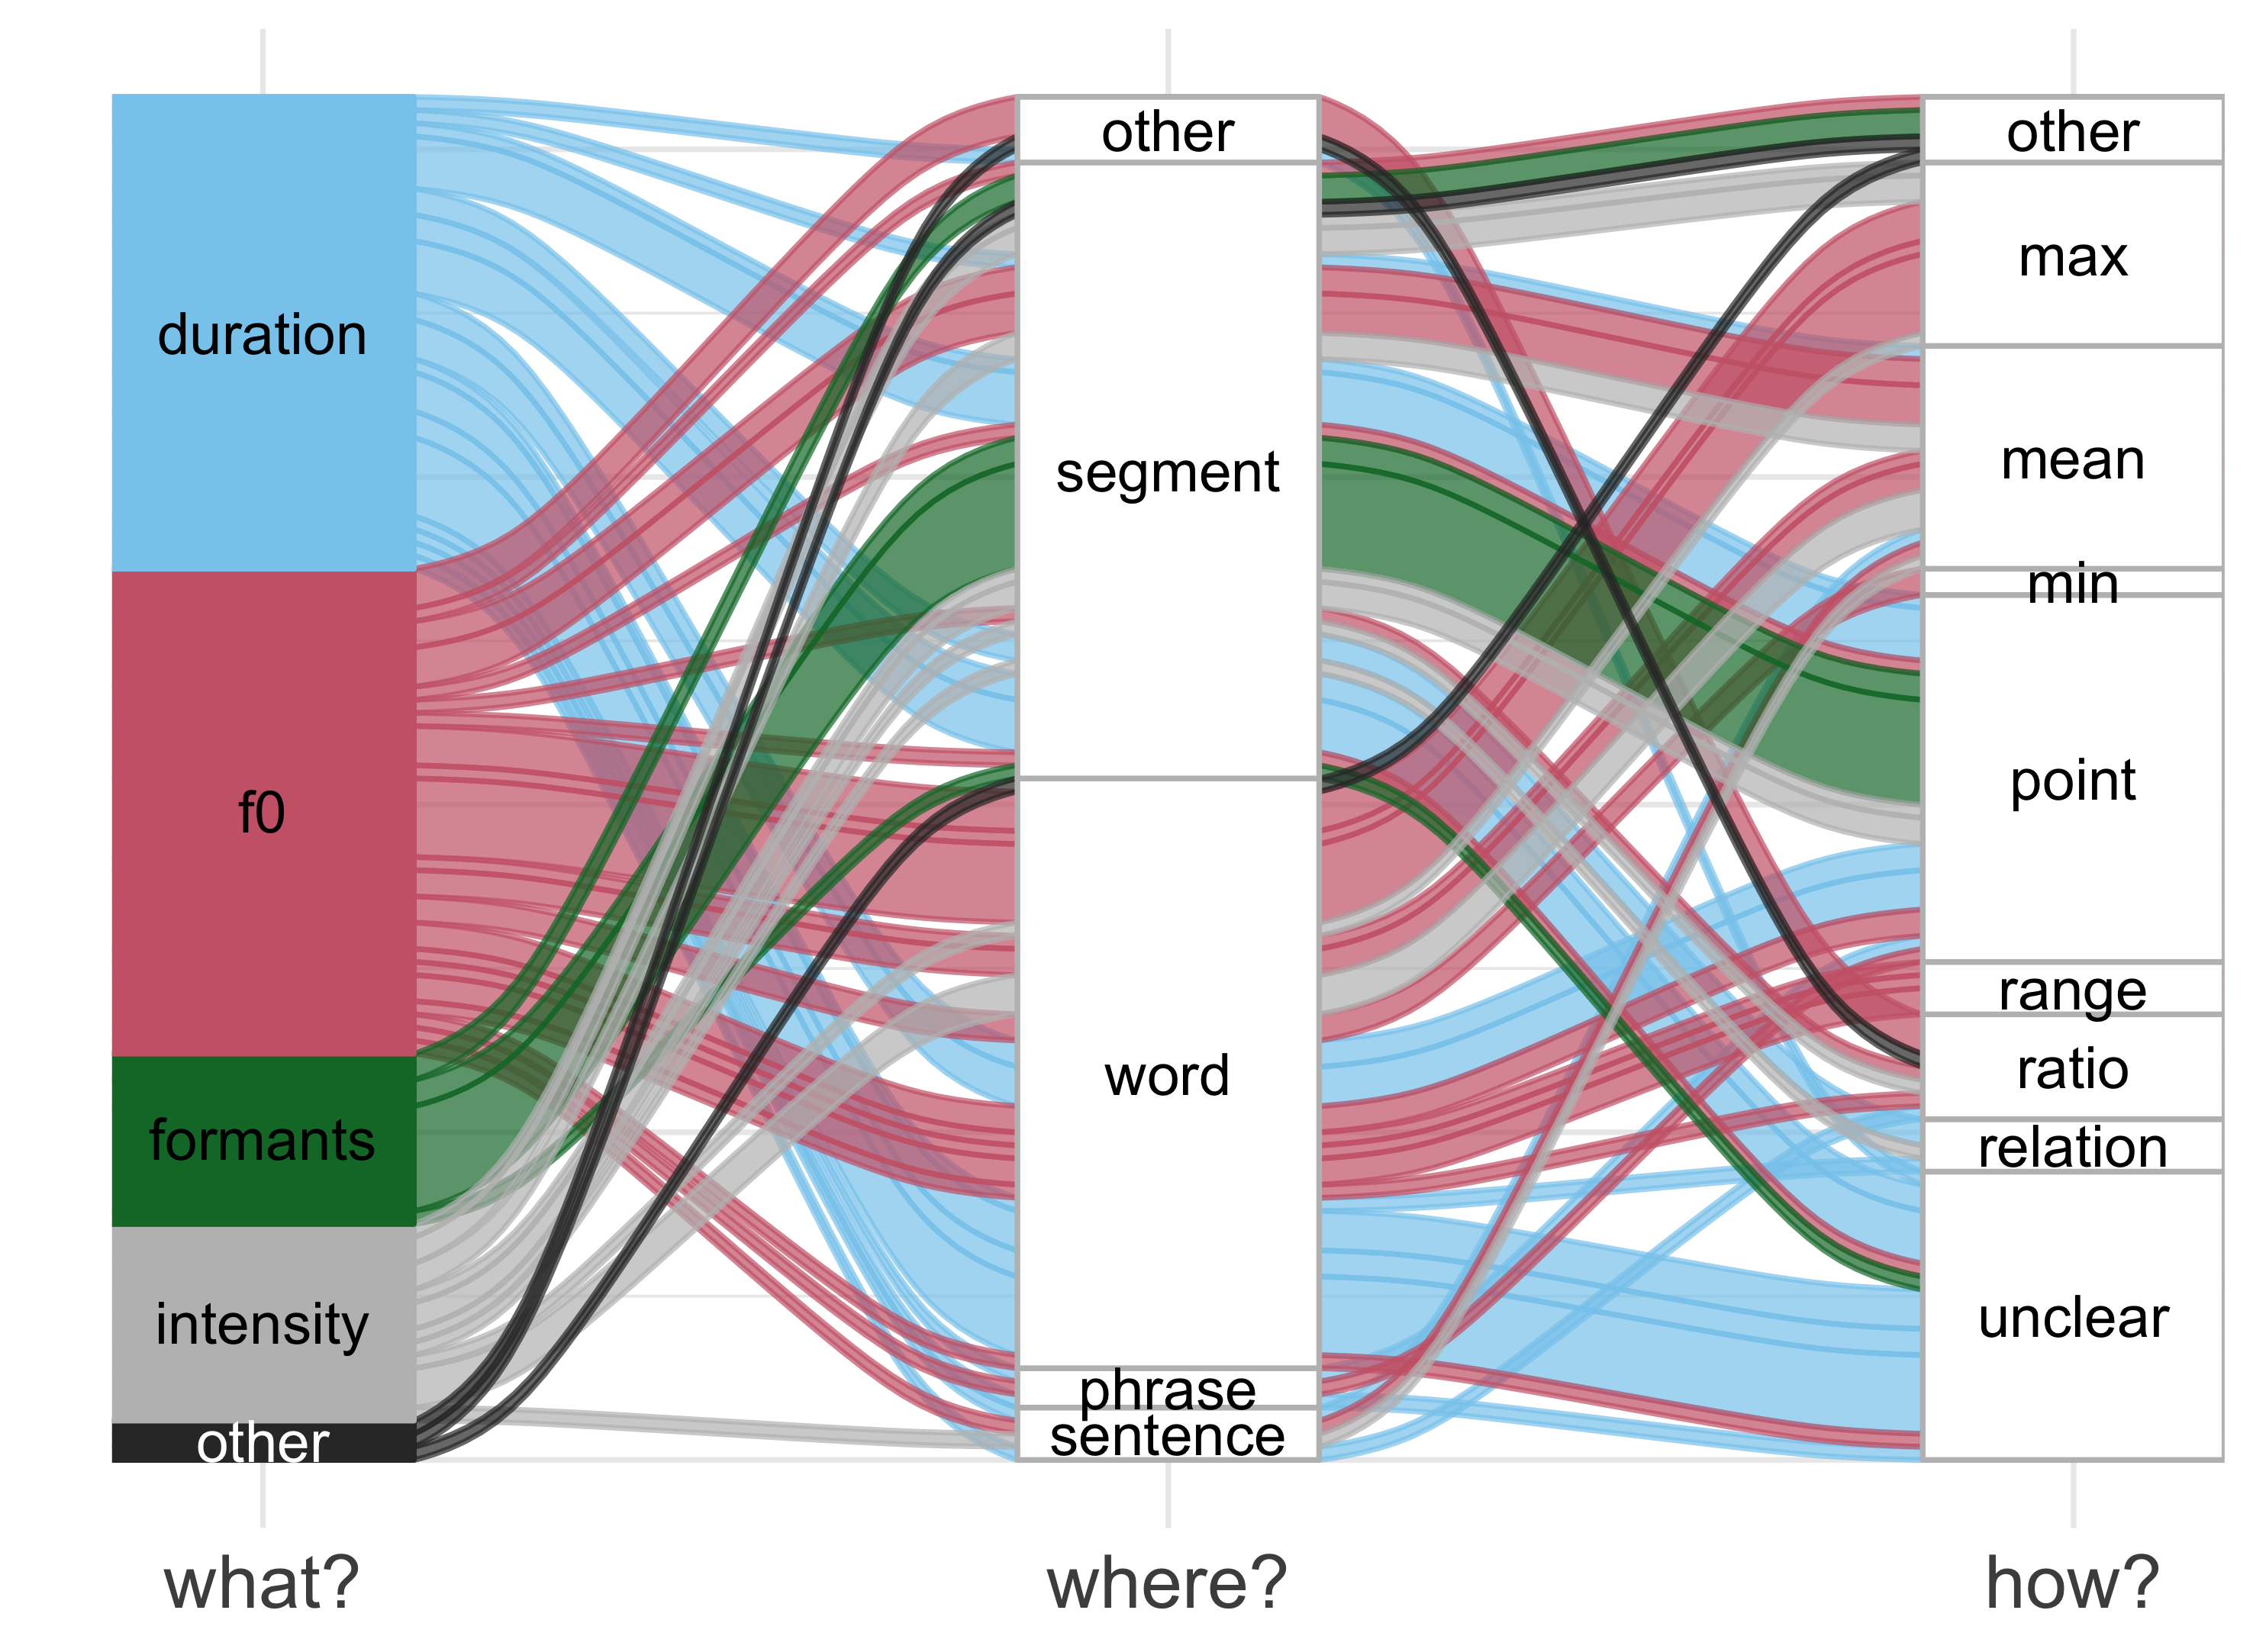 duration
f0
formants
intensity
other
other
segment
word
phrase
sentence
other
max
mean
min
point
range
ratio
relation
unclear
what?
where?
how?